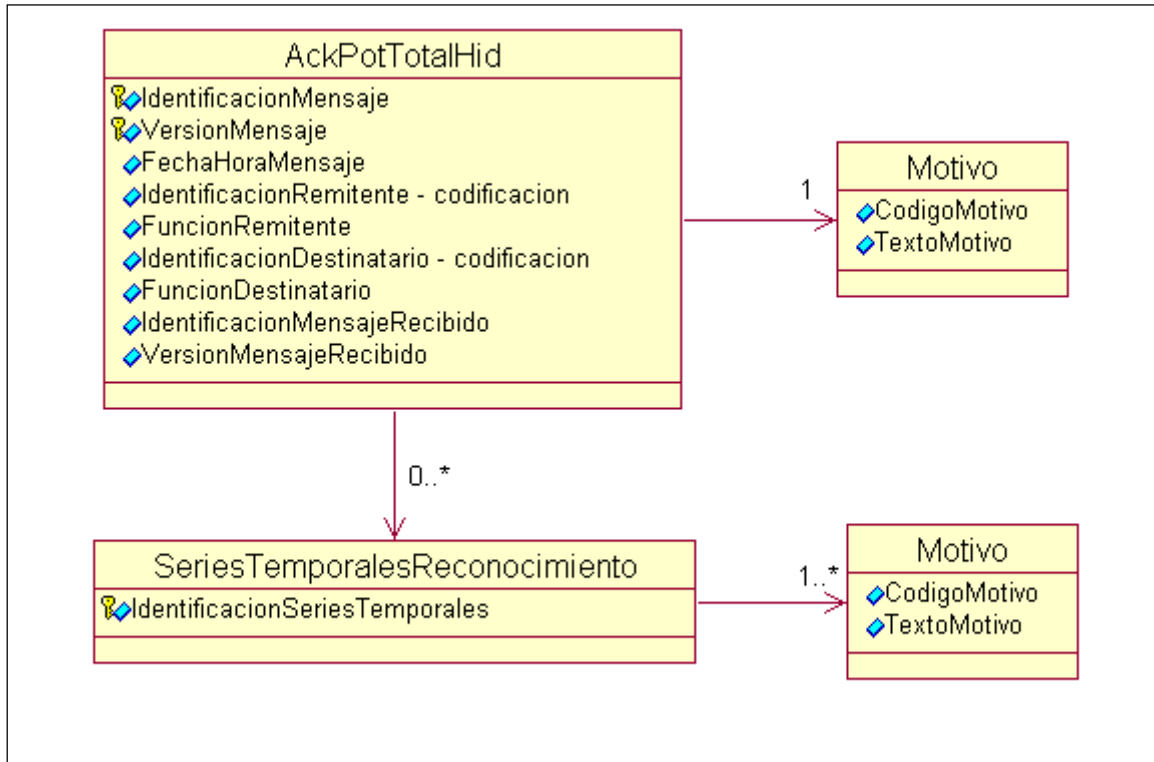 AckPotTotalHid
IdentificacionMensaje
VersionMensaje
FechaHoraMensaje
IdentificacionRemitente - codificacion
FuncionRemitente
IdentificacionDestinatario - codificacion
FuncionDestinatario
IdentificacionMensajeRecibido
VersionMensajeRecibido
1
Motivo
CodigoMotivo
TextoMotivo
0..*
SeriesTemporalesReconocimiento
IdentificacionSeriesTemporales
1..*
Motivo
CodigoMotivo
TextoMotivo